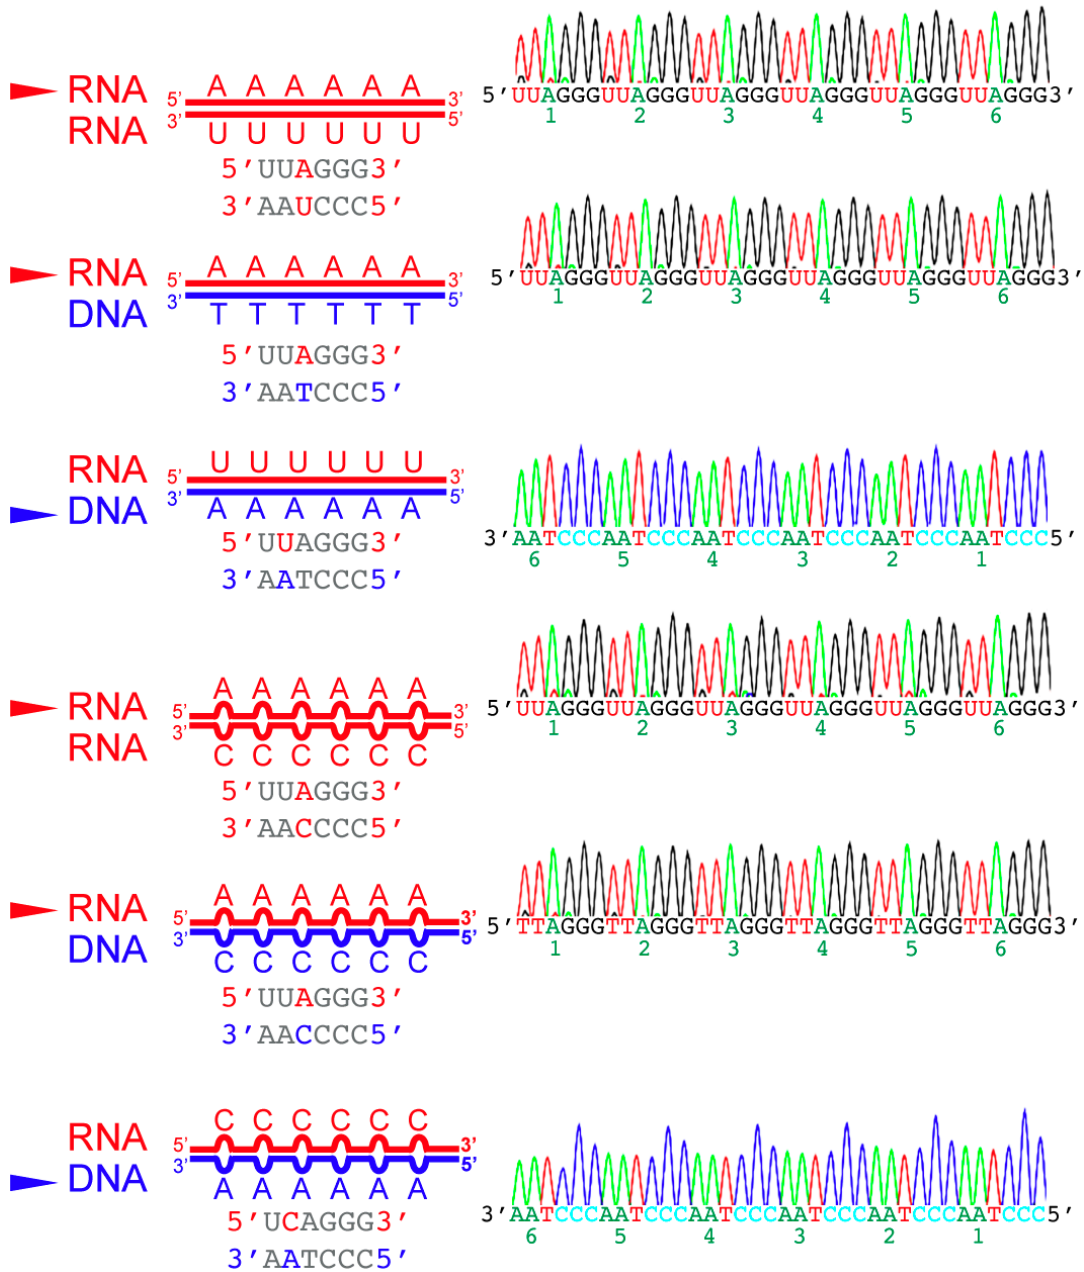 RNA 5' A A A A A A 3'
RNA 3' U U U U U U 5'
5'UUAGGG3'
3'AAUCCC5'
5'UUAGGGUUAGGGUUAGGGUUAGGGUUAGGGUUAGGG3'
1 2 3 4 5 6
RNA 5' A A A A A A 3'
DNA 3' T T T T T T 5'
5'UUAGGG3'
3'AATCCC5'
5'UUAGGGUUAGGGUUAGGGUUAGGGUUAGGGUUAGGG3'
1 2 3 4 5 6
RNA 5' U U U U U U 3'
DNA 3' A A A A A A 5'
5'UUAGGG3'
3'AATCCC5'
3'AATCCCAATCCCAATCCCAATCCCAATCCCAATCCC5'
6 5 4 3 2 1
RNA 5' A A A A A A 3'
RNA 3' C C C C C C 5'
5'UUAGGG3'
3'AACCCC5'
5'UUAGGGUUAGGGUUAGGGUUAGGGUUAGGGUUAGGG3'
1 2 3 4 5 6
RNA 5' A A A A A A 3'
DNA 3' C C C C C C 5'
5'UUAGGG3'
3'AACCCC5'
5'TTAGGGTTAGGGTTAGGGTTAGGGTTAGGGTTAGGG3'
1 2 3 4 5 6
RNA 5' C C C C C C 3'
DNA 3' A A A A A A 5'
5'UCAGGG3'
3'AATCCC5'
3'AATCCCAATCCCAATCCCAATCCCAATCCCAATCCC5'
6 5 4 3 2 1